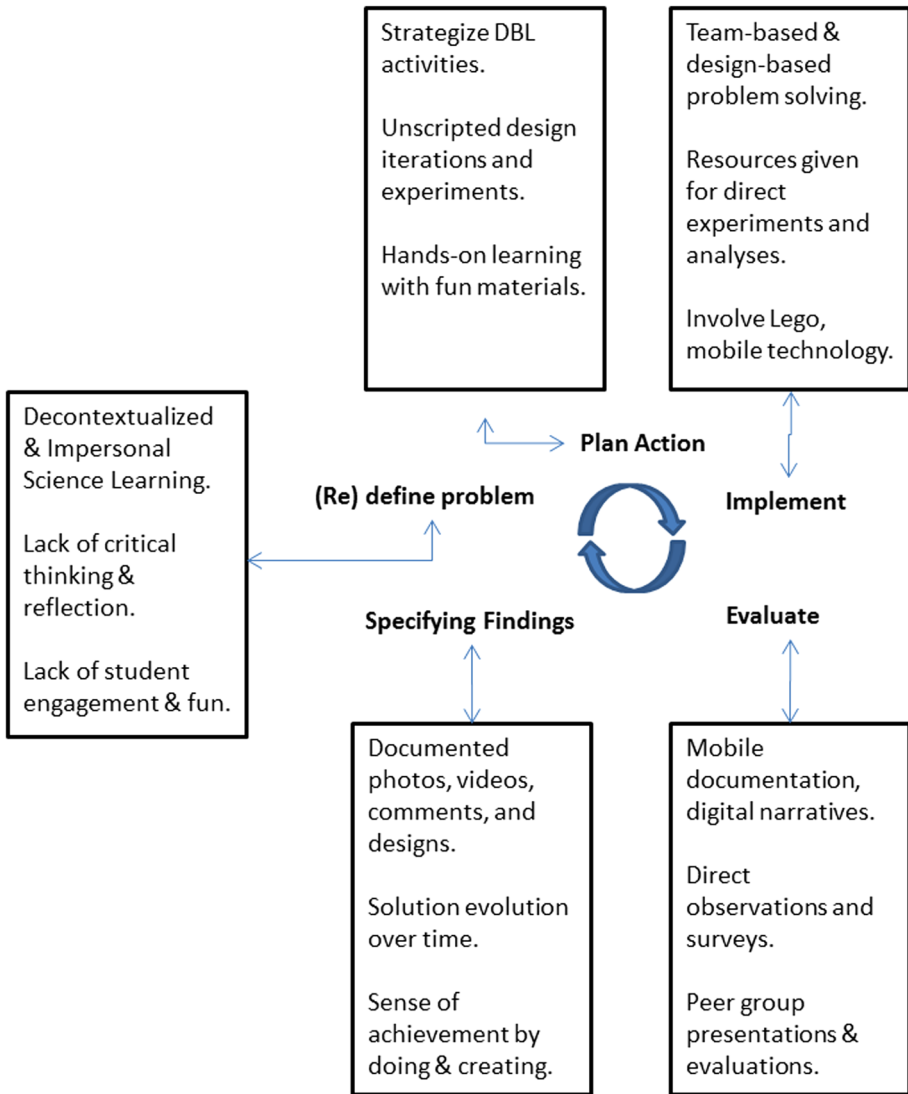 Strategize DBL
activities.
Unscripted design
iterations and
experiments.
Hands-on learning
with fun materials.
Team-based &
design-based
problem solving.
Resources given
for direct
experiments and
analyses.
Involve Lego,
mobile technology.
Decontextualized
& Impersonal
Science Learning.
Lack of critical
thinking &
reflection.
Lack of student
engagement & fun.
Plan Action
(Re) define problem
Implement
Specifying Findings
Evaluate
Documented
photos, videos,
comments, and
designs.
Solution evolution
over time.
Sense of
achievement by
doing & creating.
Mobile
documentation,
digital narratives.
Direct
observations and
surveys.
Peer group
presentations &
evaluations.